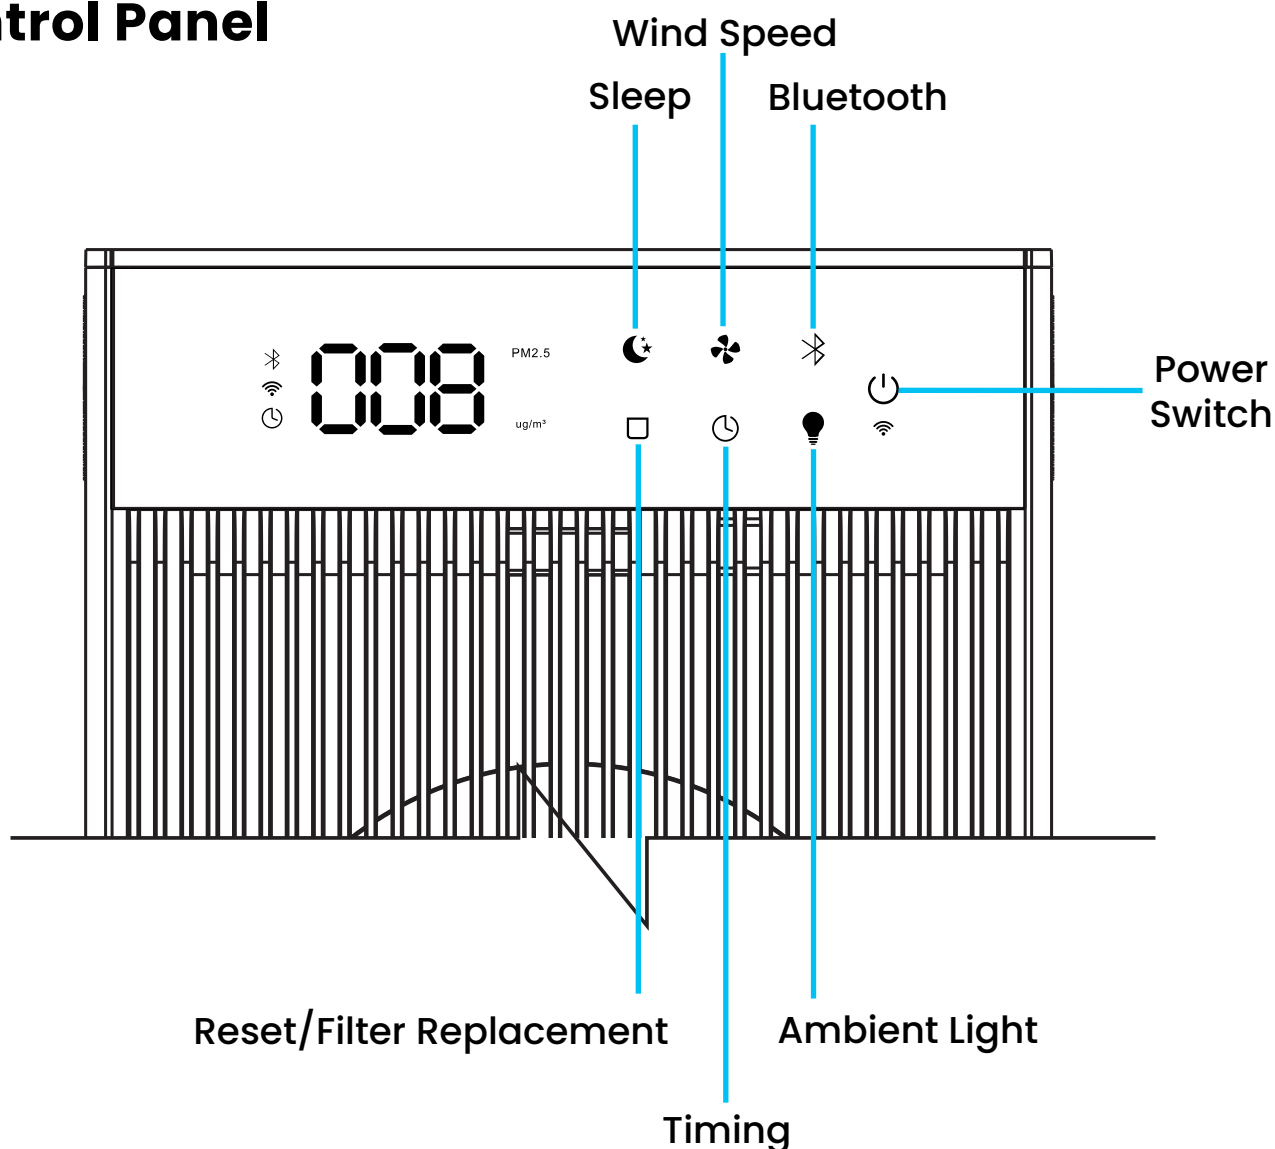 ntrol Panel
Wind Speed
Sleep
Bluetooth
008
PM2.5
ug/m³
Power
Switch
Reset/Filter Replacement
Ambient Light
Timing